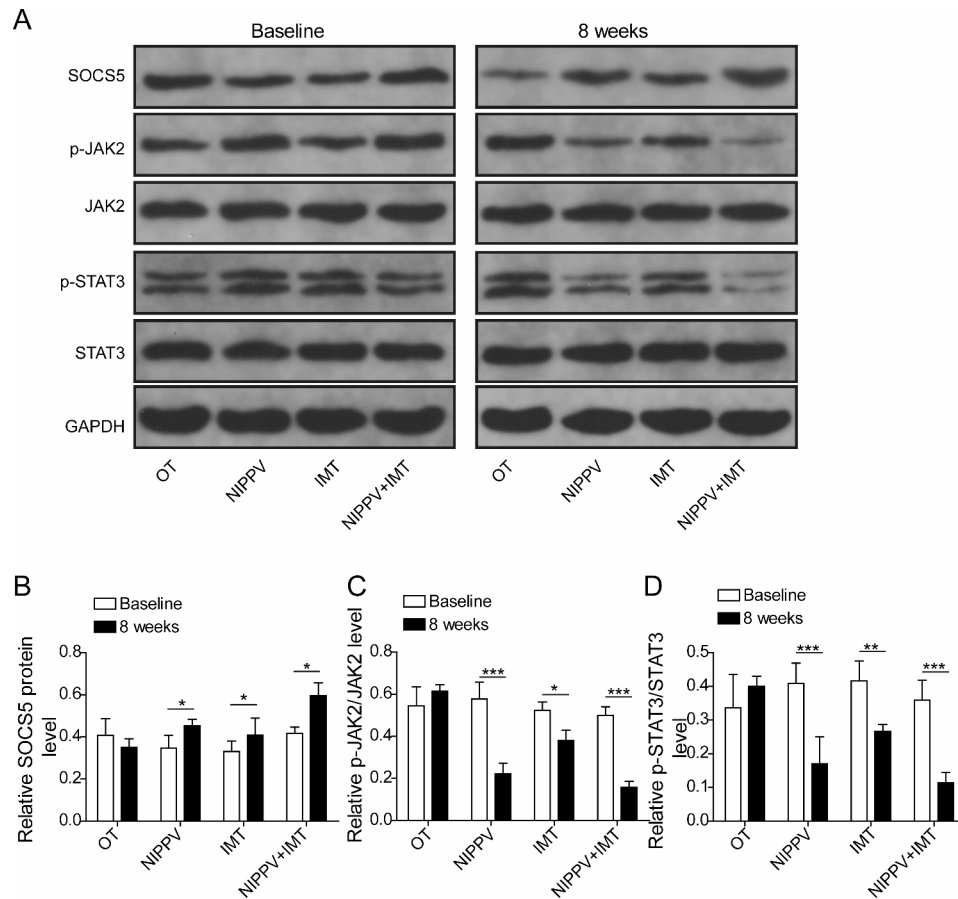 A
Baseline
8 weeks
SOCS5
p-JAK2
JAK2
p-STAT3
STAT3
GAPDH
OT
NIPPV
IMT
NIPPV+IMT
OT
NIPPV
IMT
NIPPV+IMT
B
Baseline
8 weeks
Relative SOCS5 protein
level
0.8
0.6
0.4
0.2
0.0
*
*
*
OT
NIPPV
IMT
NIPPV+IMT
C
Baseline
8 weeks
Relative p-JAK2/JAK2 level
0.8
0.6
0.4
0.2
0.0
***
*
***
OT
NIPPV
IMT
NIPPV+IMT
D
Baseline
8 weeks
Relative p-STAT3/STAT3
level
0.5
0.4
0.3
0.2
0.1
0.0
***
**
***
OT
NIPPV
IMT
NIPPV+IMT